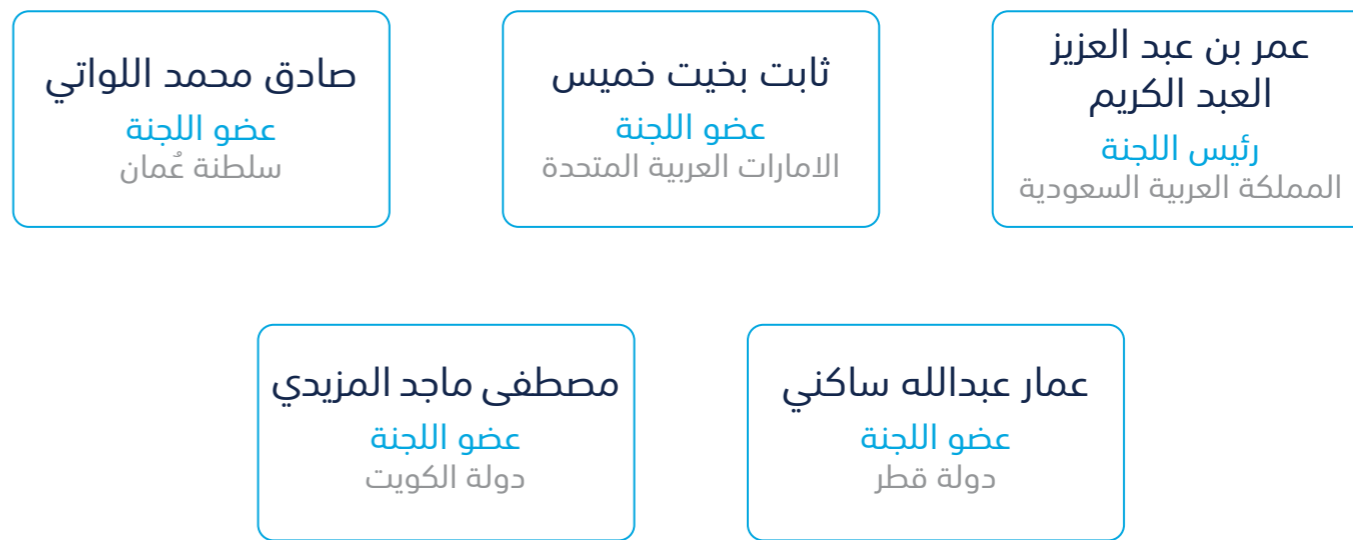 عمر بن عبد العزيز
العبد الكريم
رئيس اللجنة
المملكة العربية السعودية
ثابت بخيت خميس
عضو اللجنة
الامارات العربية المتحدة
صادق محمد اللواتي
عضو اللجنة
سلطنة عُمان
عمار عبدالله ساكني
عضو اللجنة
دولة قطر
مصطفى ماجد المزيدي
عضو اللجنة
دولة الكويت